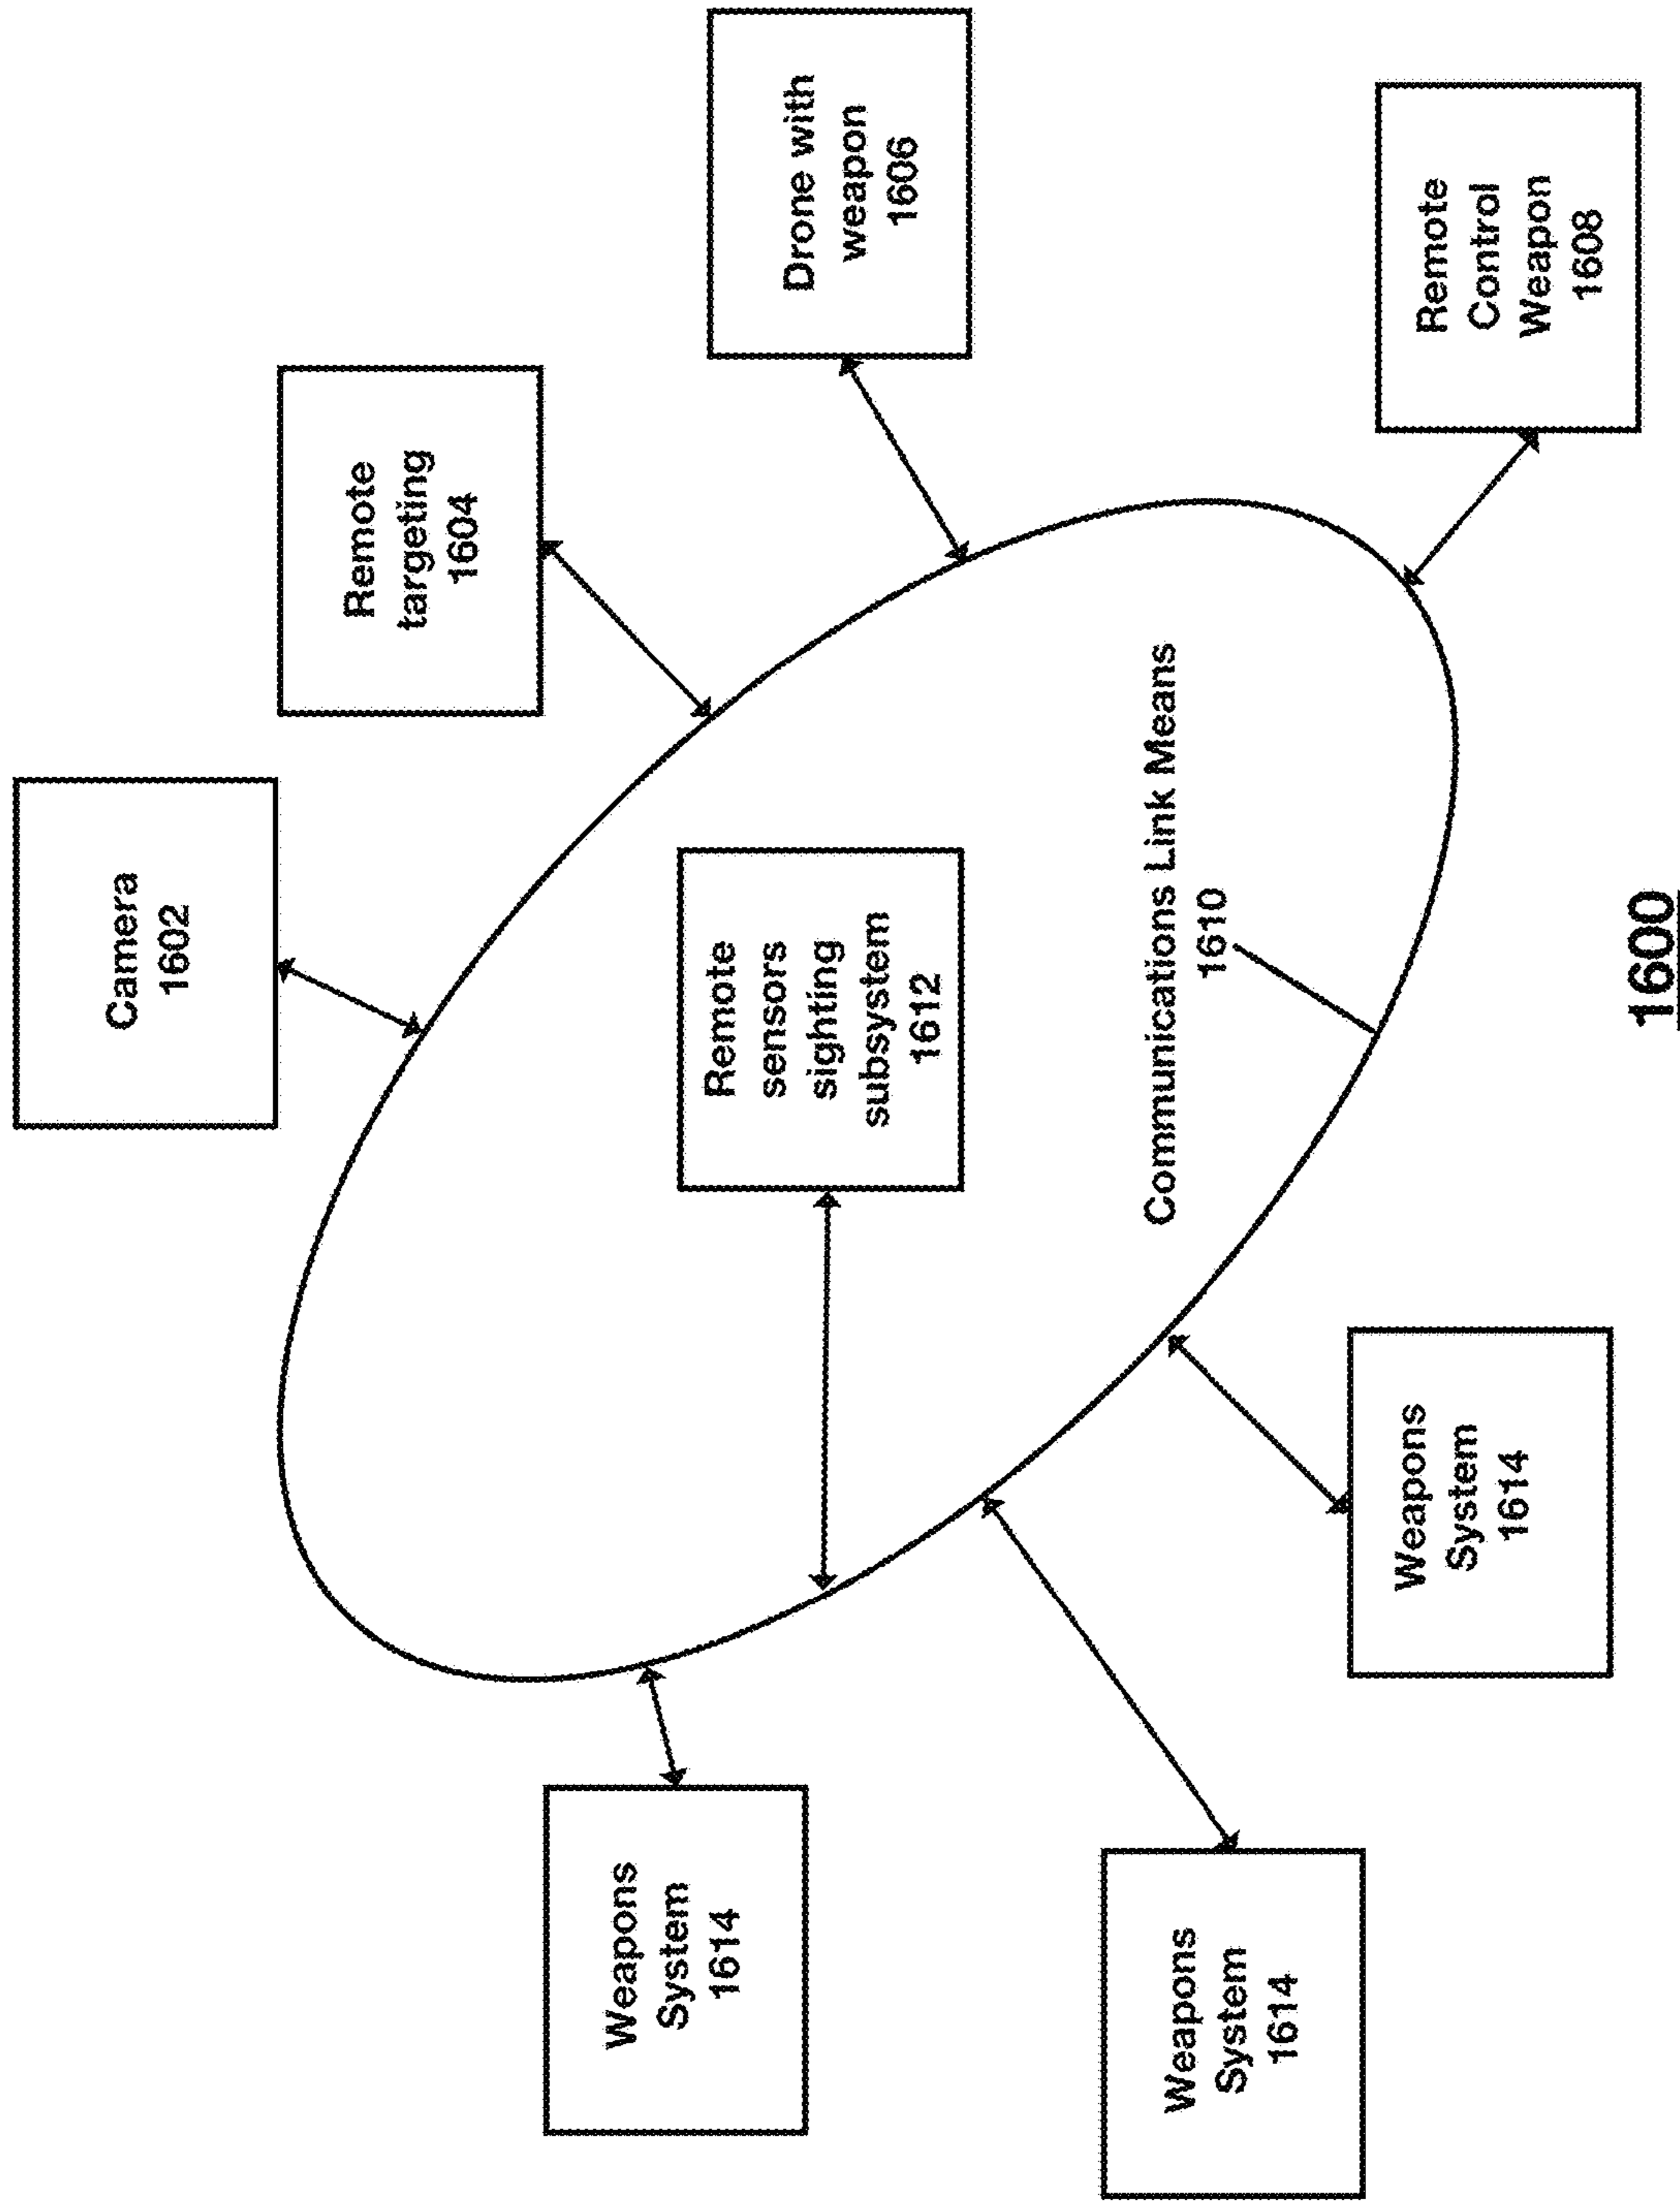 Camera
1602
Remote
targeting
1604
Drone with
weapon
1606
Remote
Control
Weapon
1608
Remote
sensors
sighting
subsystem
1612
Communications Link Means
1610
Weapons
System
1614
Weapons
System
1614
Weapons
System
1614
1600